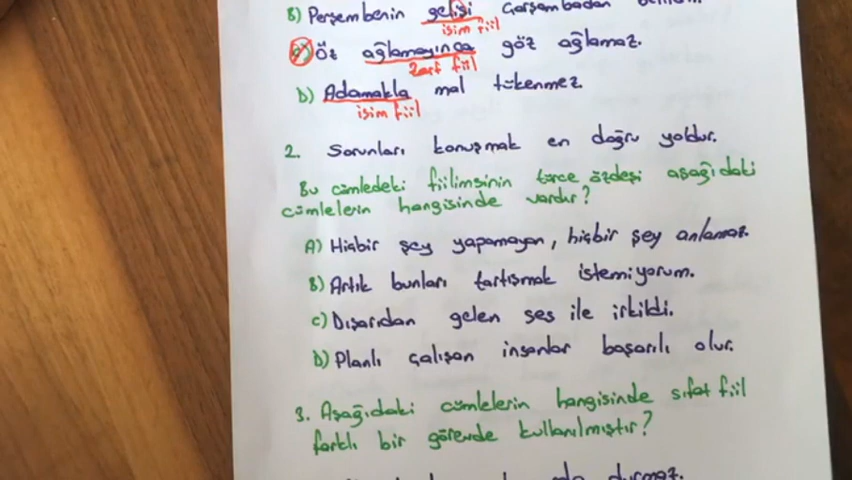 B) Perşembenin gelişi Çarşambadan
isim fiil
C) Öz ağlamayınca göz ağlamaz.
Zarf fiil
D) Adamakla mal tükenmez.
isim fiil
2. Sorunları konuşmak en doğru yoldur.
Bu cümledeki fiilimsinin türce özdeşi aşağıdaki
cümlelerin hangisinde vardır?
A) Hiçbir şey yapamayan, hiçbir şey anlamaz.
B) Artık bunları tartışmak istemiyorum.
C) Dışarıdan gelen ses ile irkildi.
D) Planlı çalışan insanlar başarılı olur.
3. Aşağıdaki cümlelerin hangisinde sıfat fiil
farklı bir görevde kullanılmıştır?
durmaz.